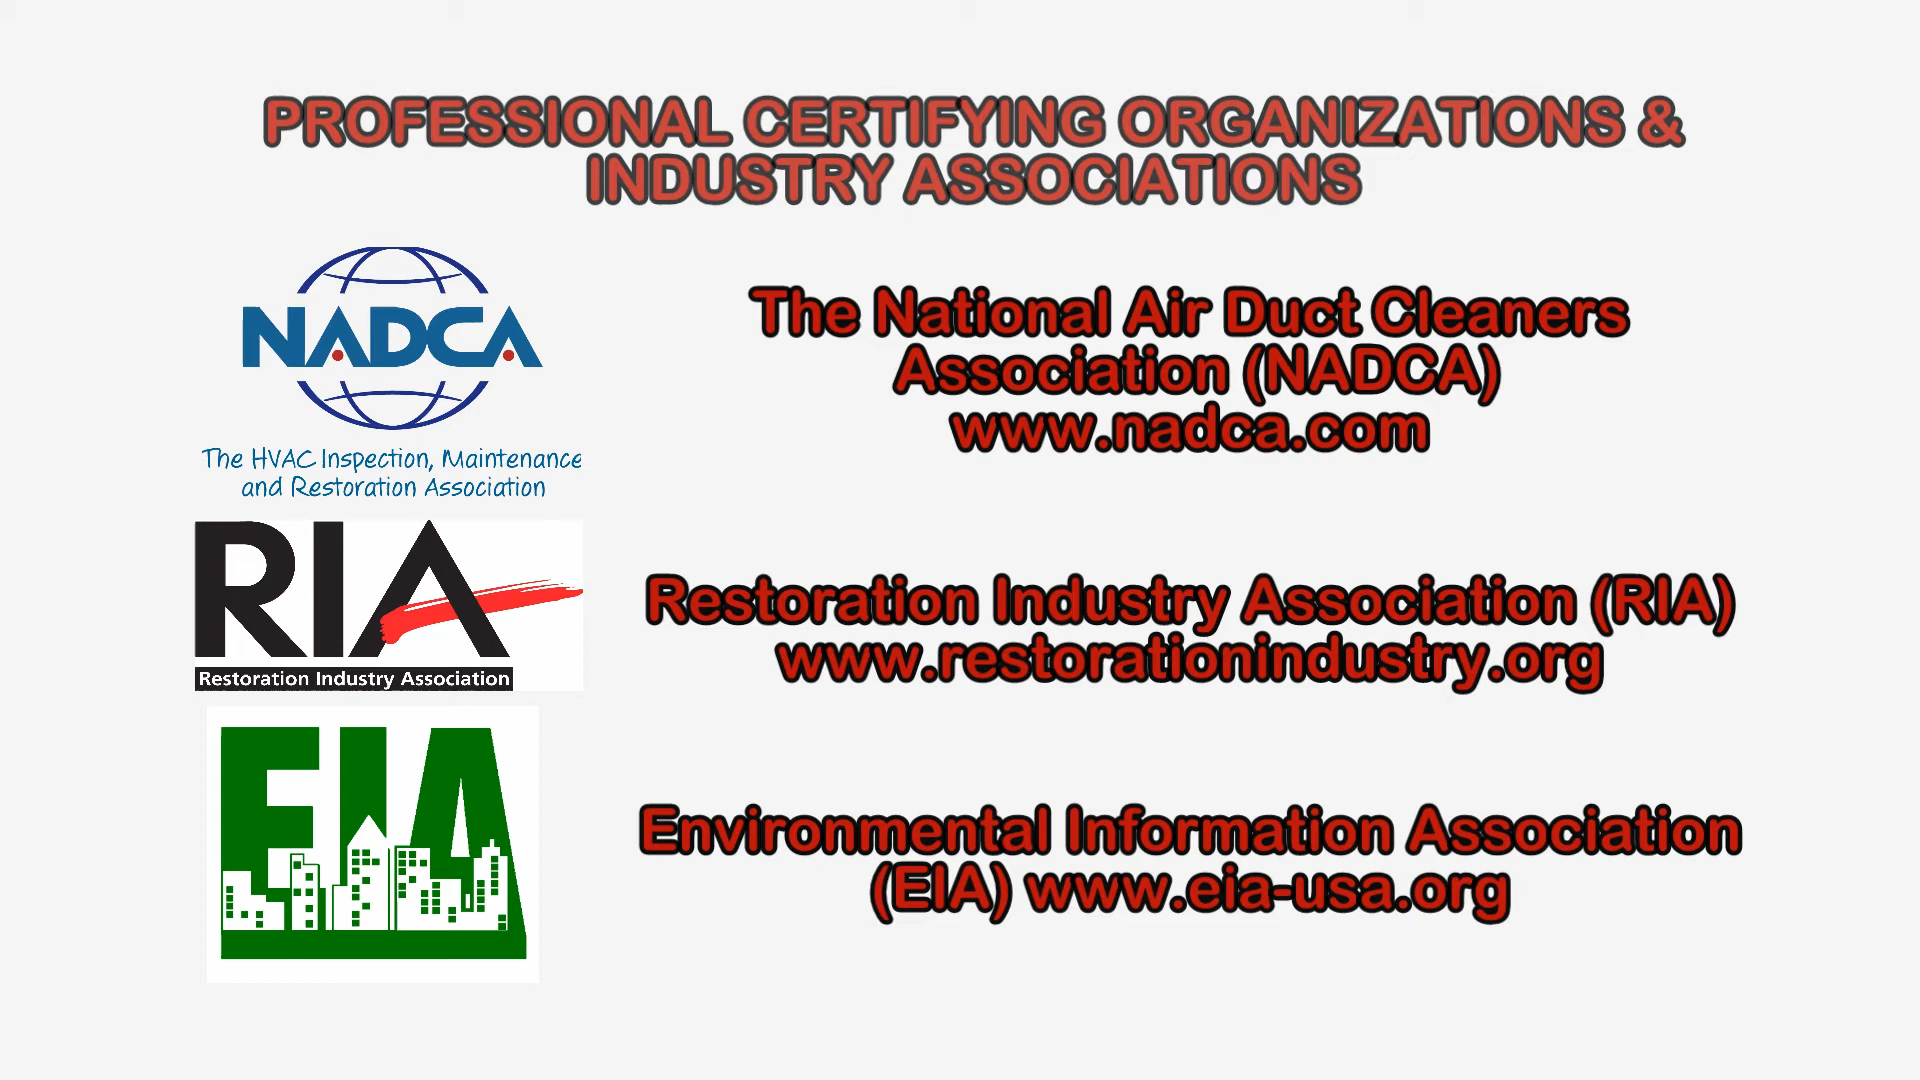 PROFESSIONAL CERTIFYING ORGANIZATIONS &
INDUSTRY ASSOCIATIONS
NADCA
The HVAC Inspection, Maintenance
and Restoration Association
The National Air Duct Cleaners
Association (NADCA)
www.nadca.com
RIA
Restoration Industry Association
Restoration Industry Association (RIA)
www.restorationindustry.org
EIA
Environmental Information Association
(EIA) www.eia-usa.org